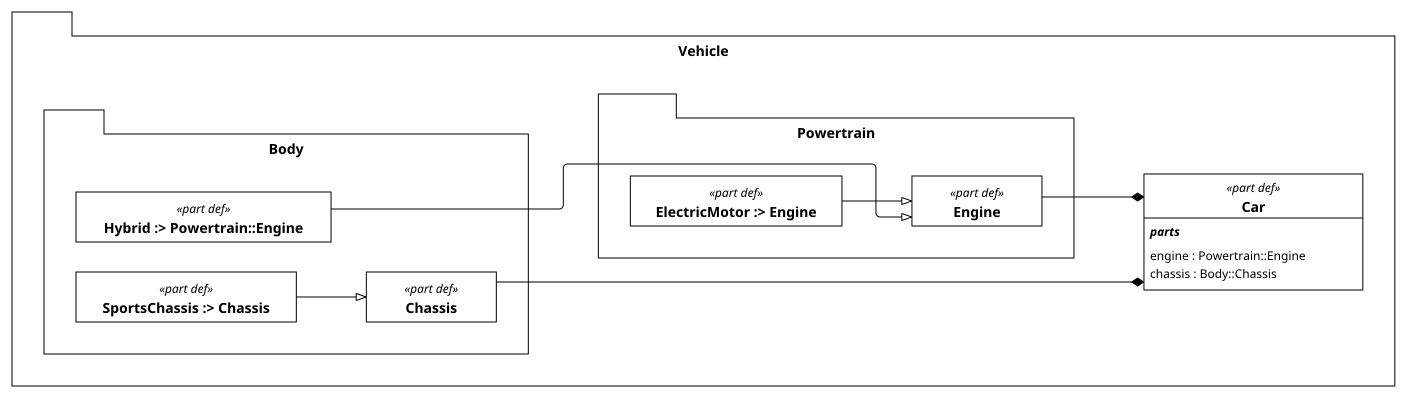 Vehicle
Body
«part def»
Hybrid :> Powertrain::Engine
«part def»
SportsChassis :> Chassis
«part def»
Chassis
Powertrain
«part def»
ElectricMotor :> Engine
«part def»
Engine
«part def»
Car
parts
engine : Powertrain::Engine
chassis : Body::Chassis